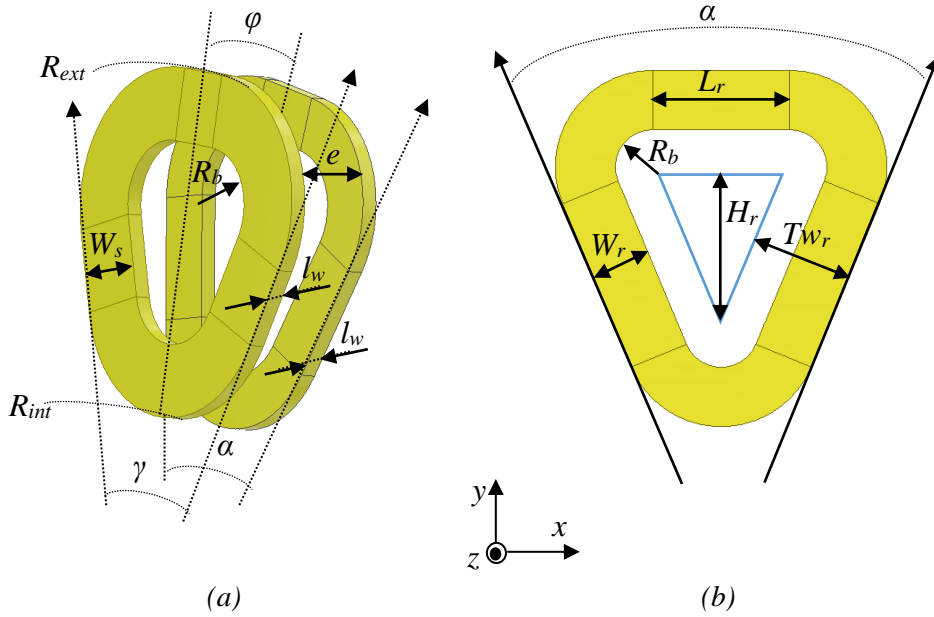 φ
α
R_ext
L_r
e
R_b
R_b
H_r
W_r
Tw_r
W_s
l_w
l_w
R_int
α
γ
y
x
z
(a)
(b)